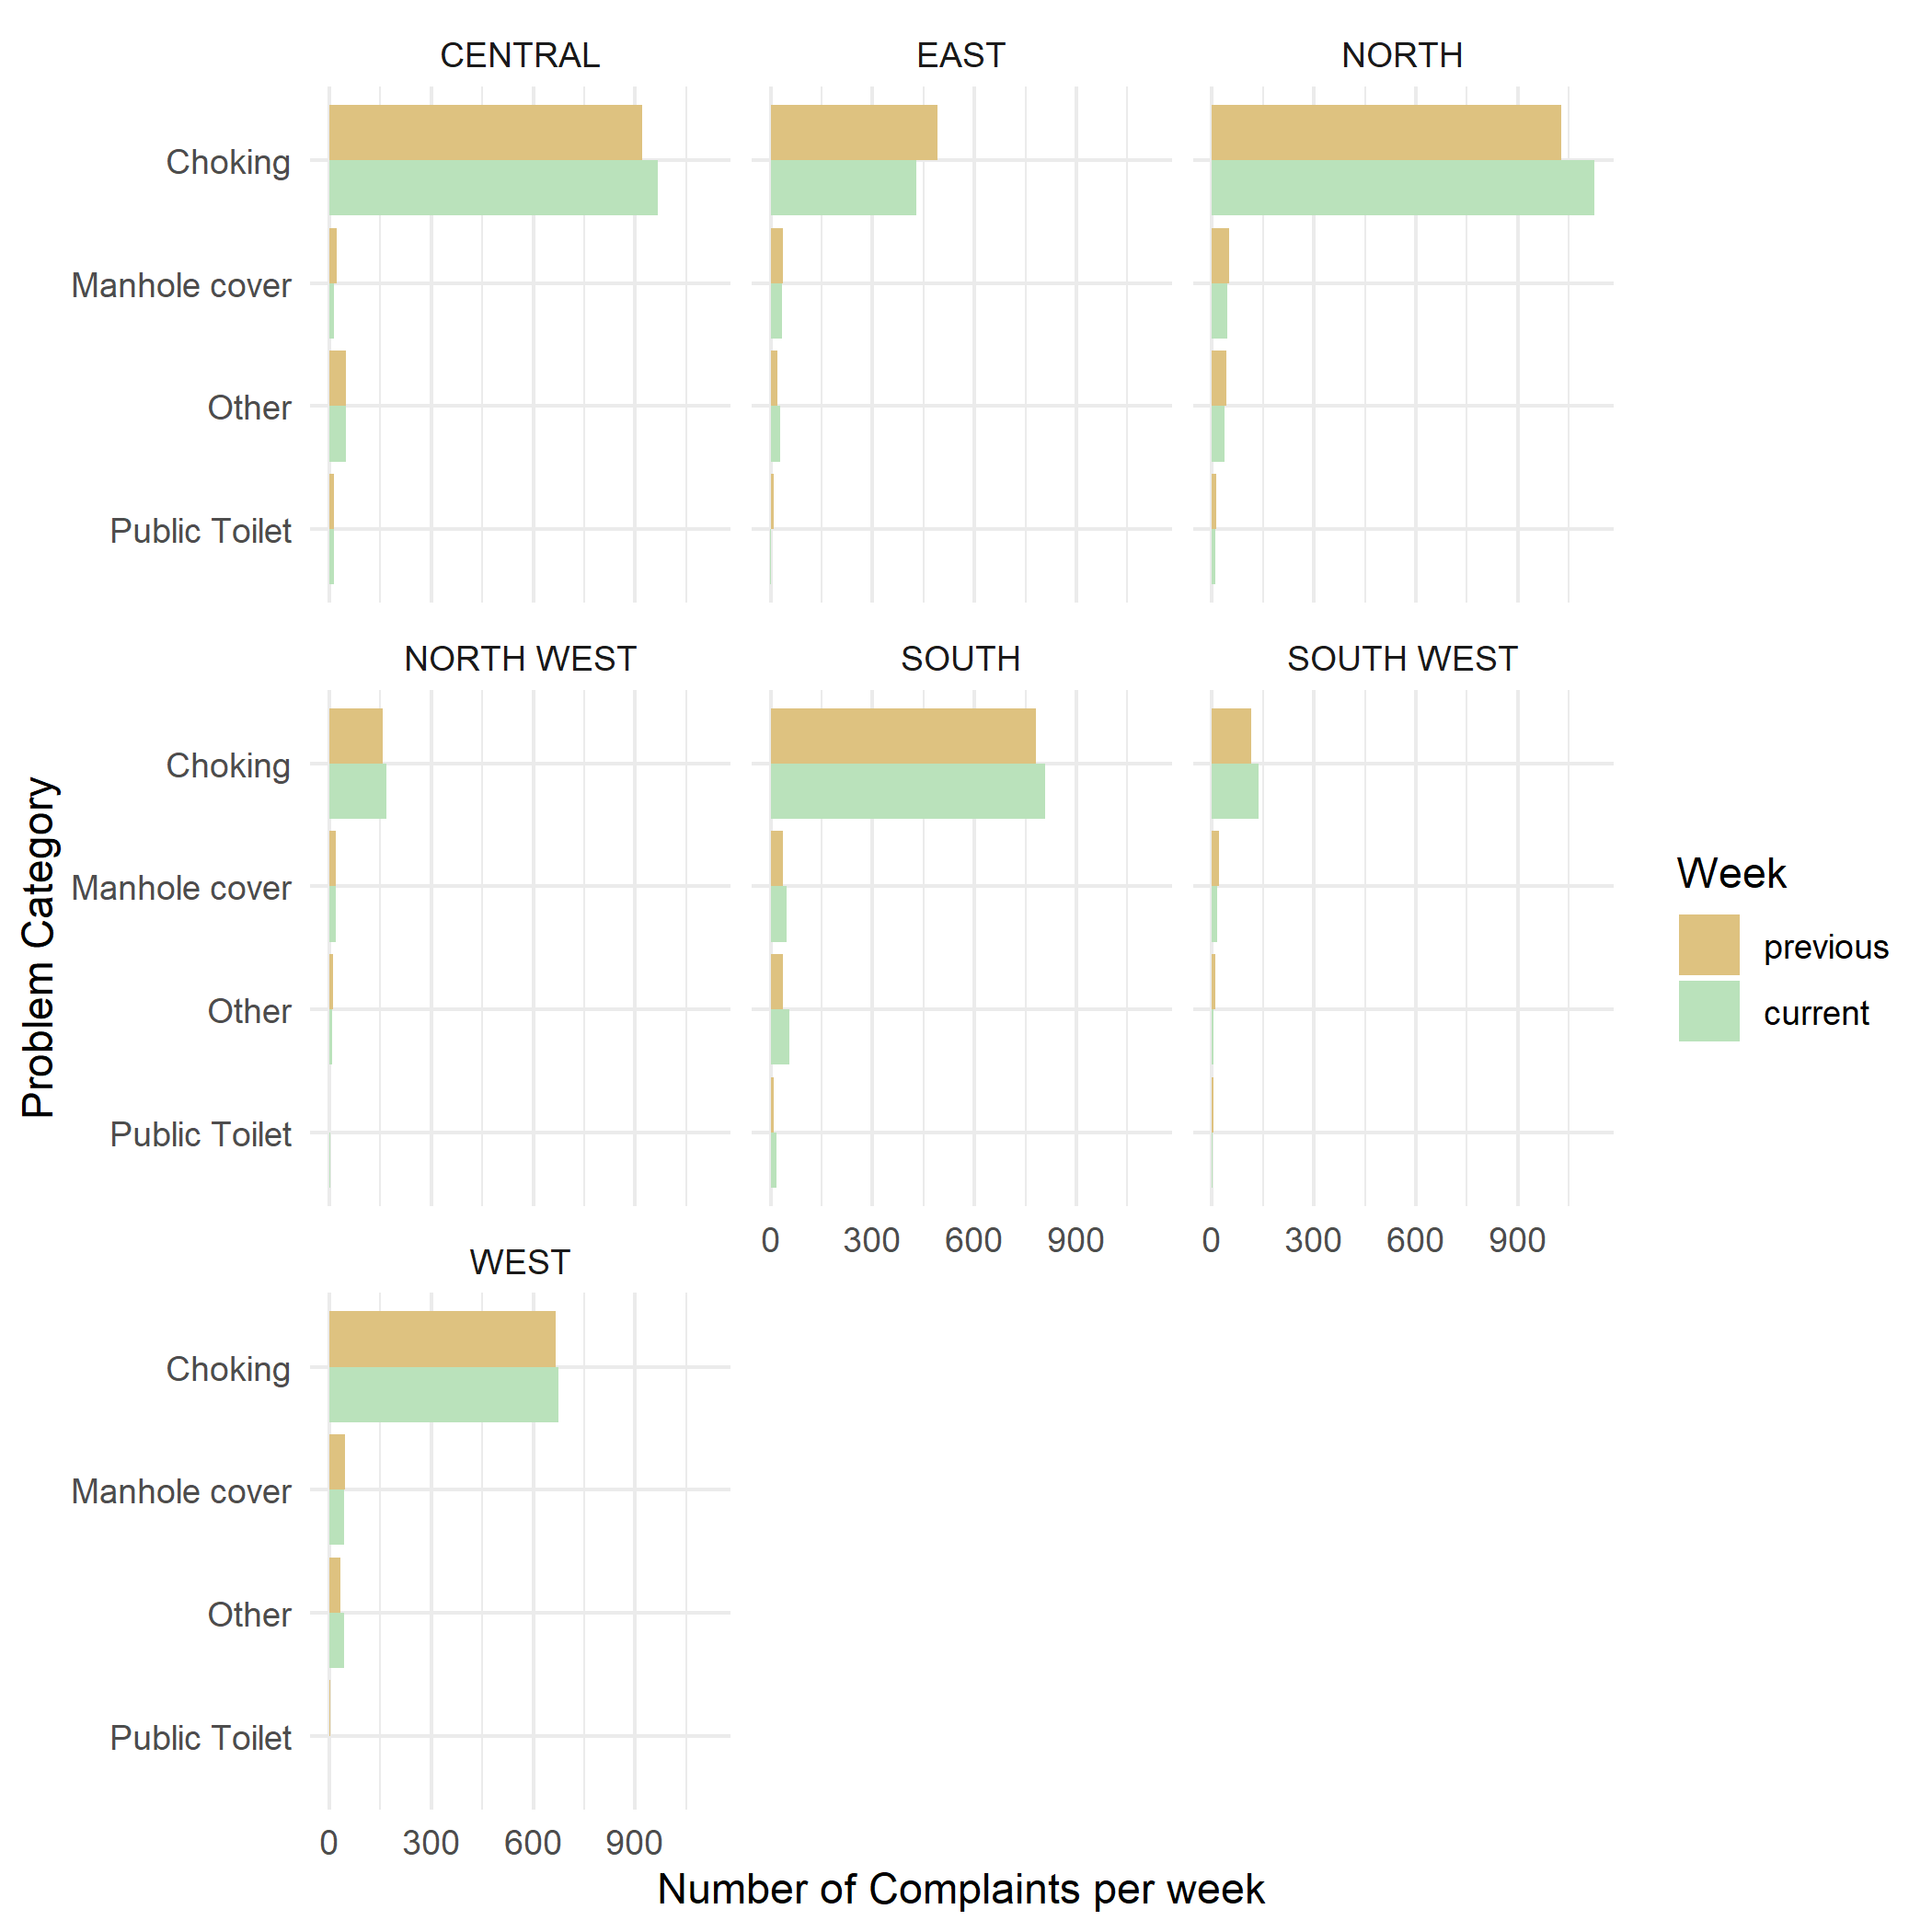 CENTRAL
EAST
NORTH
Choking
Manhole cover
Other
Public Toilet
NORTH WEST
SOUTH
SOUTH WEST
Choking
Manhole cover
Other
Public Toilet
0 300 600 900
0 300 600 900
WEST
Choking
Manhole cover
Other
Public Toilet
0 300 600 900
Number of Complaints per week
Problem Category
Week
previous
current